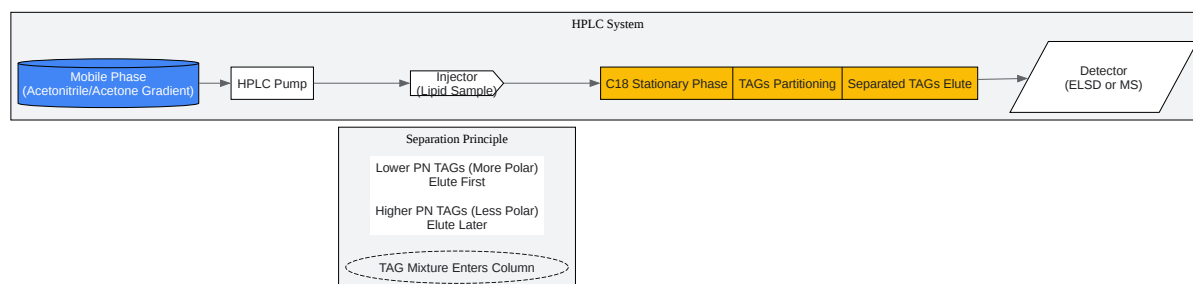 HPLC System
Mobile Phase
(Acetonitrile/Acetone Gradient)
HPLC Pump
Injector
(Lipid Sample)
C18 Stationary Phase
TAGs Partitioning
Separated TAGs Elute
Detector
(ELSD or MS)
Separation Principle
Lower PN TAGs (More Polar)
Elute First
Higher PN TAGs (Less Polar)
Elute Later
TAG Mixture Enters Column